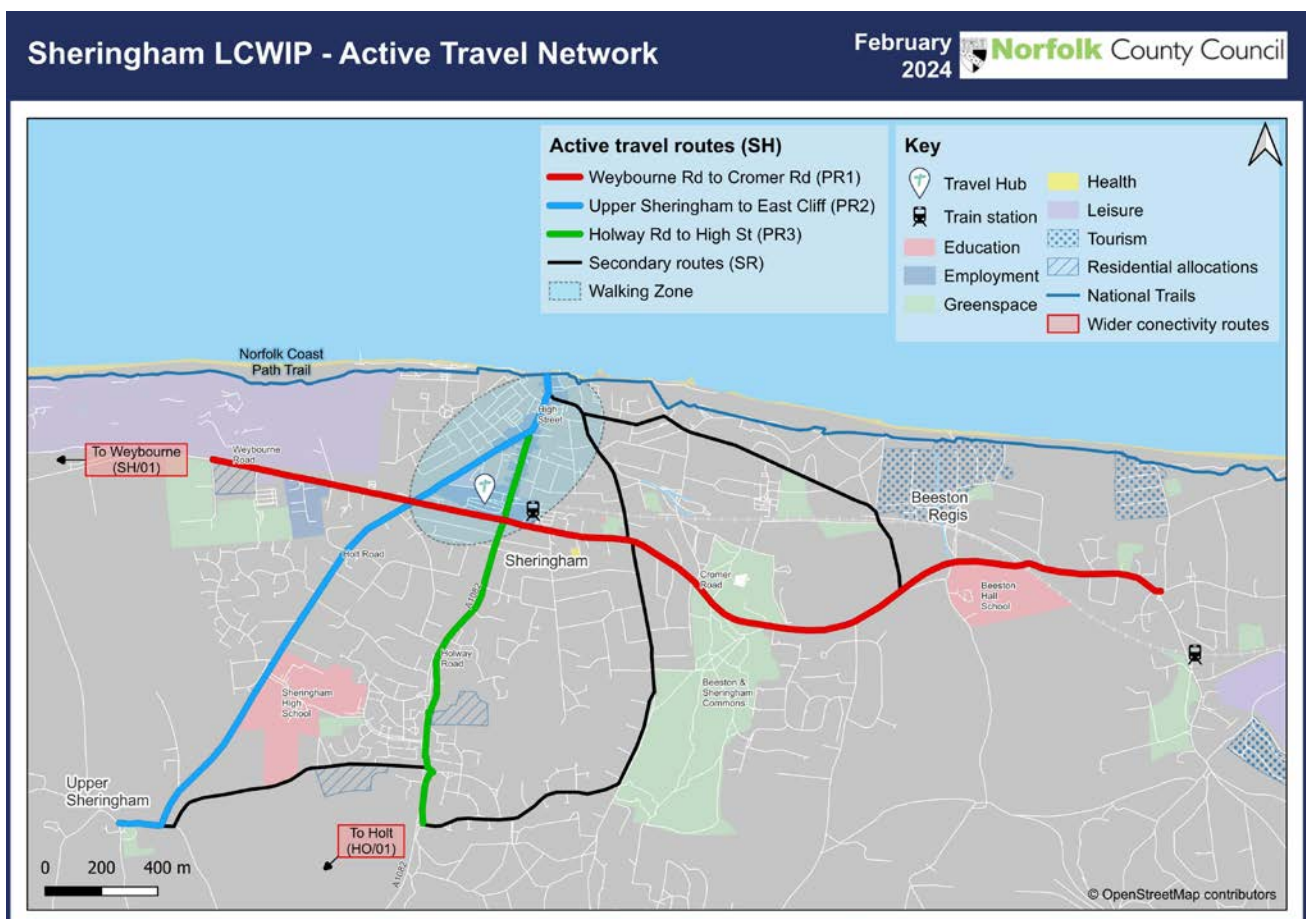 Sheringham LCWIP - Active Travel Network
February
2024
Norfolk County Council
Active travel routes (SH)
Weybourne Rd to Cromer Rd (PR1)
Upper Sheringham to East Cliff (PR2)
Holway Rd to High St (PR3)
Secondary routes (SR)
Walking Zone
Key
Travel Hub
Train station
Education
Employment
Greenspace
Health
Leisure
Tourism
Residential allocations
National Trails
Wider conectivity routes
Norfolk Coast
Path Trail
High
Street
To Weybourne
(SH/01)
Weybourne
Road
Beeston
Regis
Holt Road
Sheringham
Cromer
Road
Beeston
Hall
School
A1082
Holway
Road
Sheringham
High
School
Beeston &
Sheringham
Commons
Upper
Sheringham
To Holt
(HO/01)
A1082
0 200 400 m
© OpenStreetMap contributors